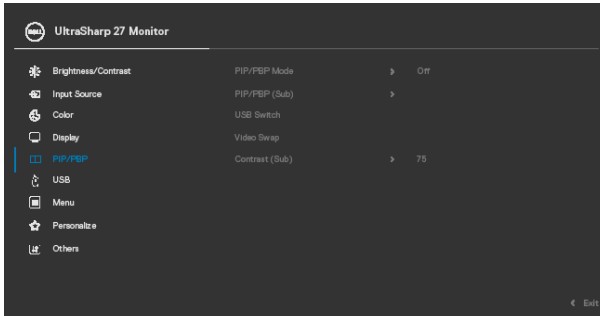 DELL UltraSharp 27 Monitor
Brightness/Contrast PIP/PBP Mode Off
Input Source PIP/PBP (Sub)
Color USB Switch
Display Video Swap
PIP/PBP Contrast (Sub) 75
USB
Menu
Personalize
Others
Exit